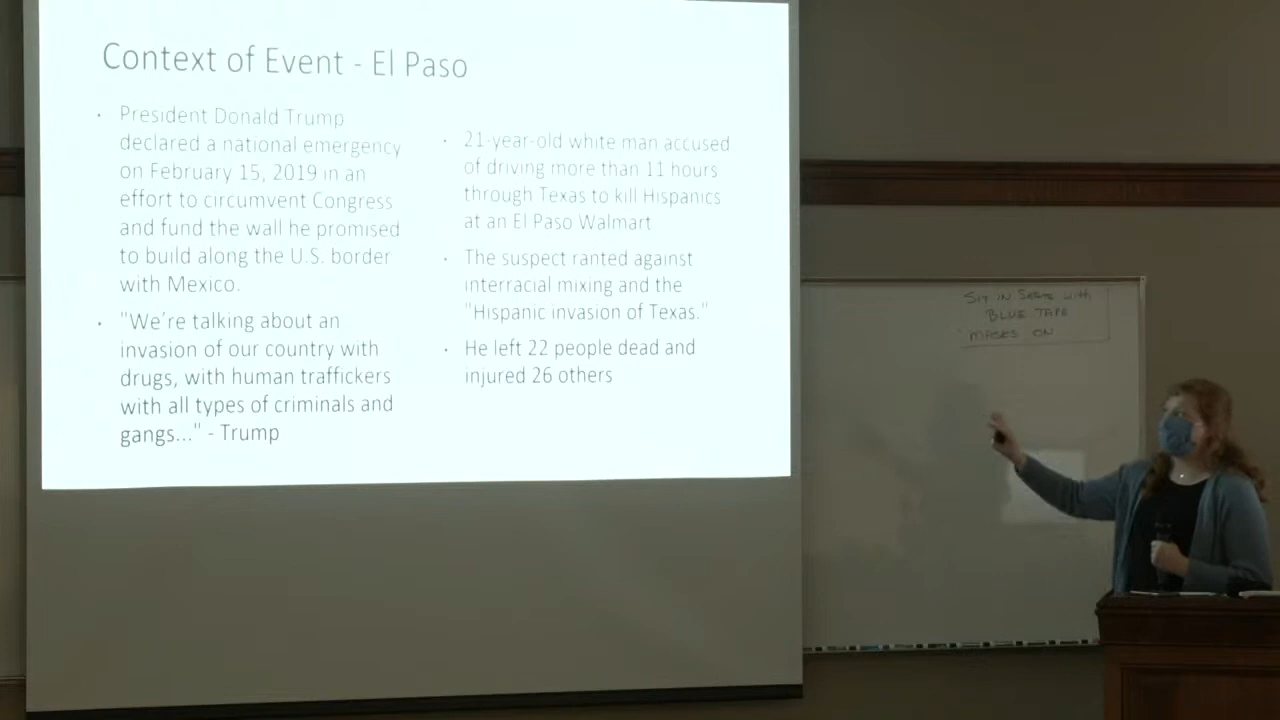 Context of Event - El Paso
• President Donald Trump
declared a national emergency
on February 15, 2019 in an
effort to circumvent Congress
and fund the wall he promised
to build along the U.S. border
with Mexico.
• "We're talking about an
invasion of our country with
drugs, with human traffickers
with all types of criminals and
gangs..." - Trump
• 21-year-old white man accused
of driving more than 11 hours
through Texas to kill Hispanics
at an El Paso Walmart
• The suspect ranted against
interracial mixing and the
"Hispanic invasion of Texas."
• He left 22 people dead and
injured 26 others
SIT IN SEATS WITH
BLUE TAPE
MASKS ON